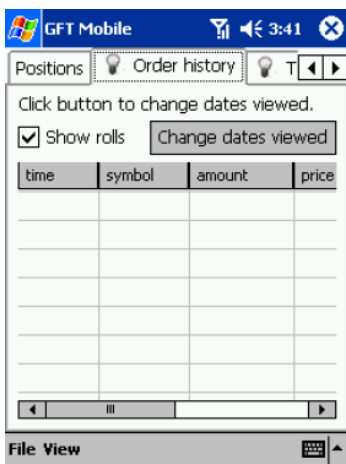 GFT Mobile 3:41
Positions Order history T
Click button to change dates viewed.
Show rolls Change dates viewed
time symbol amount price
File View